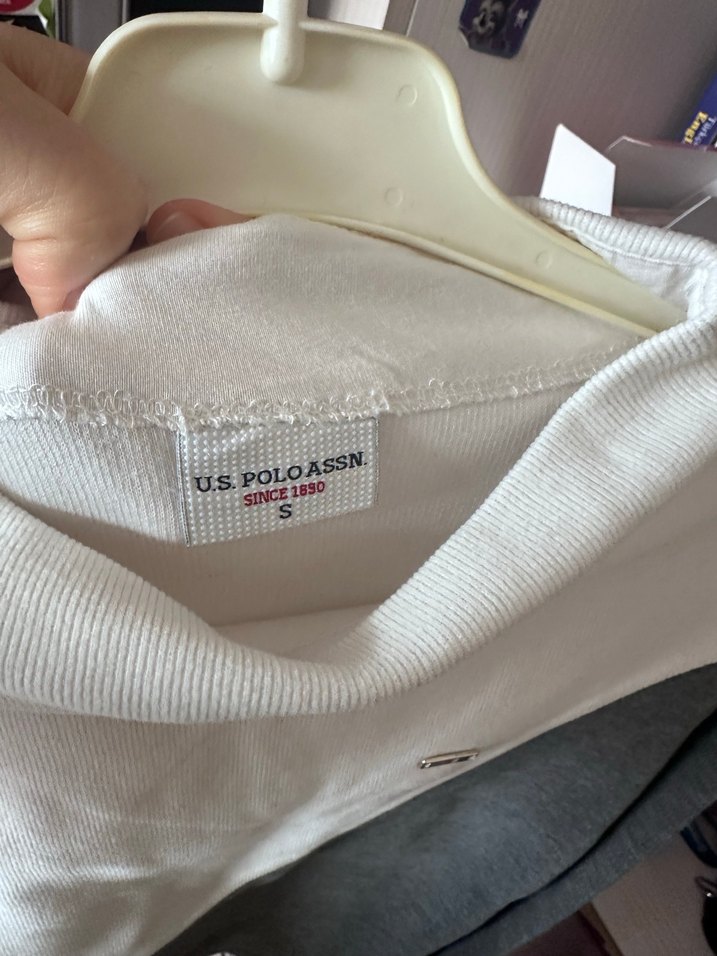 U.S. POLO ASSN.
SINCE 1890
S